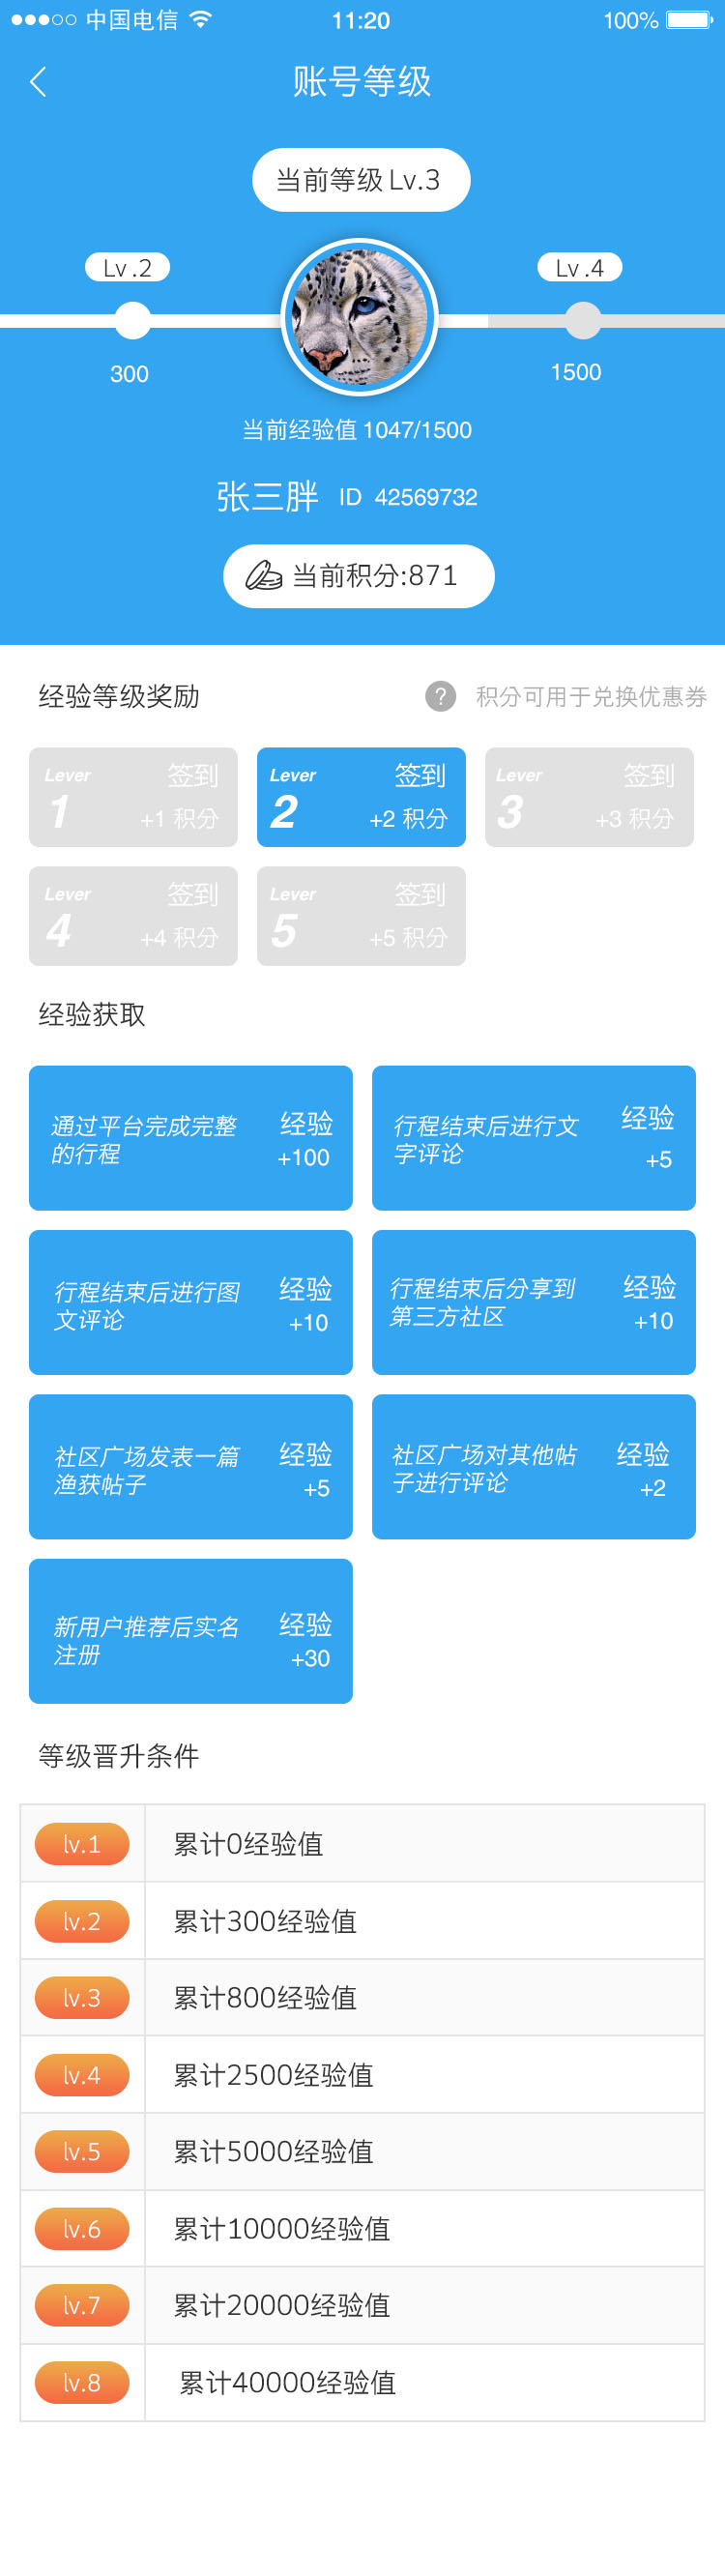 中国电信 11:20 100%
账号等级
当前等级 Lv.3
Lv .2 Lv .4
300 1500
当前经验值 1047/1500
张三胖 ID 42569732
当前积分:871
经验等级奖励 ? 积分可用于兑换优惠券
Lever 1 签到 +1 积分
Lever 2 签到 +2 积分
Lever 3 签到 +3 积分
Lever 4 签到 +4 积分
Lever 5 签到 +5 积分
经验获取
通过平台完成完整
的行程
经验
+100
行程结束后进行文
字评论
经验
+5
行程结束后进行图
文评论
经验
+10
行程结束后分享到
第三方社区
经验
+10
社区广场发表一篇
渔获帖子
经验
+5
社区广场对其他帖
子进行评论
经验
+2
新用户推荐后实名
注册
经验
+30
等级晋升条件
lv.1 累计0经验值
lv.2 累计300经验值
lv.3 累计800经验值
lv.4 累计2500经验值
lv.5 累计5000经验值
lv.6 累计10000经验值
lv.7 累计20000经验值
lv.8 累计40000经验值